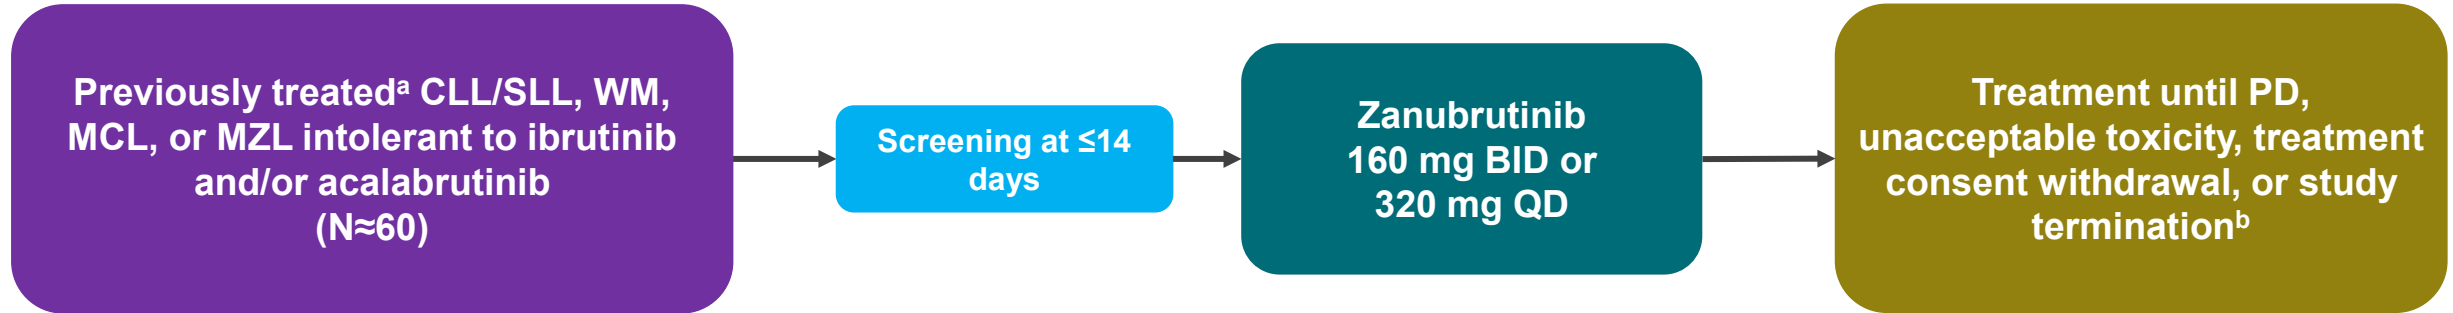 Previously treatedᵃ CLL/SLL, WM,
MCL, or MZL intolerant to ibrutinib
and/or acalabrutinib
(N≈60)
Screening at ≤14
days
Zanubrutinib
160 mg BID or
320 mg QD
Treatment until PD,
unacceptable toxicity, treatment
consent withdrawal, or study
terminationᵇ